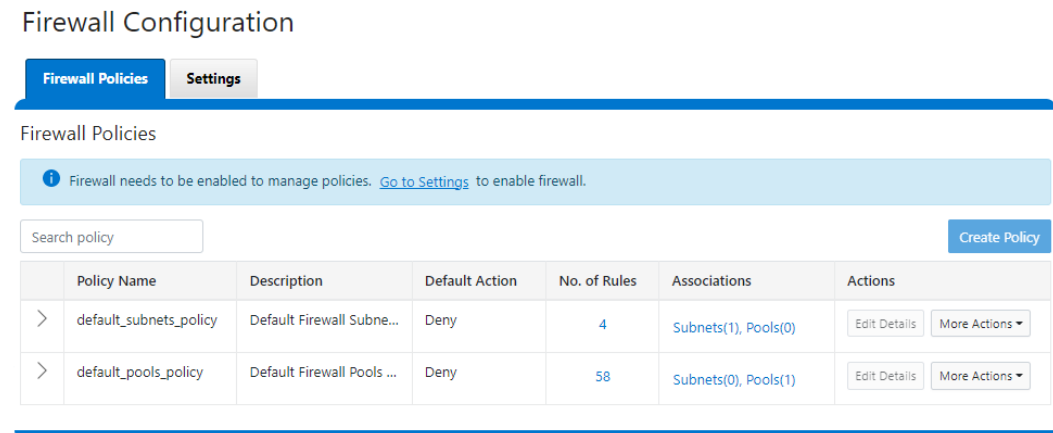 Firewall Configuration
Firewall Policies Settings
Firewall Policies
Firewall needs to be enabled to manage policies. Go to Settings to enable firewall.
Search policy Create Policy
Policy Name Description Default Action No. of Rules Associations Actions
default_subnets_policy Default Firewall Subne... Deny 4 Subnets(1), Pools(0) Edit Details More Actions
default_pools_policy Default Firewall Pools ... Deny 58 Subnets(0), Pools(1) Edit Details More Actions